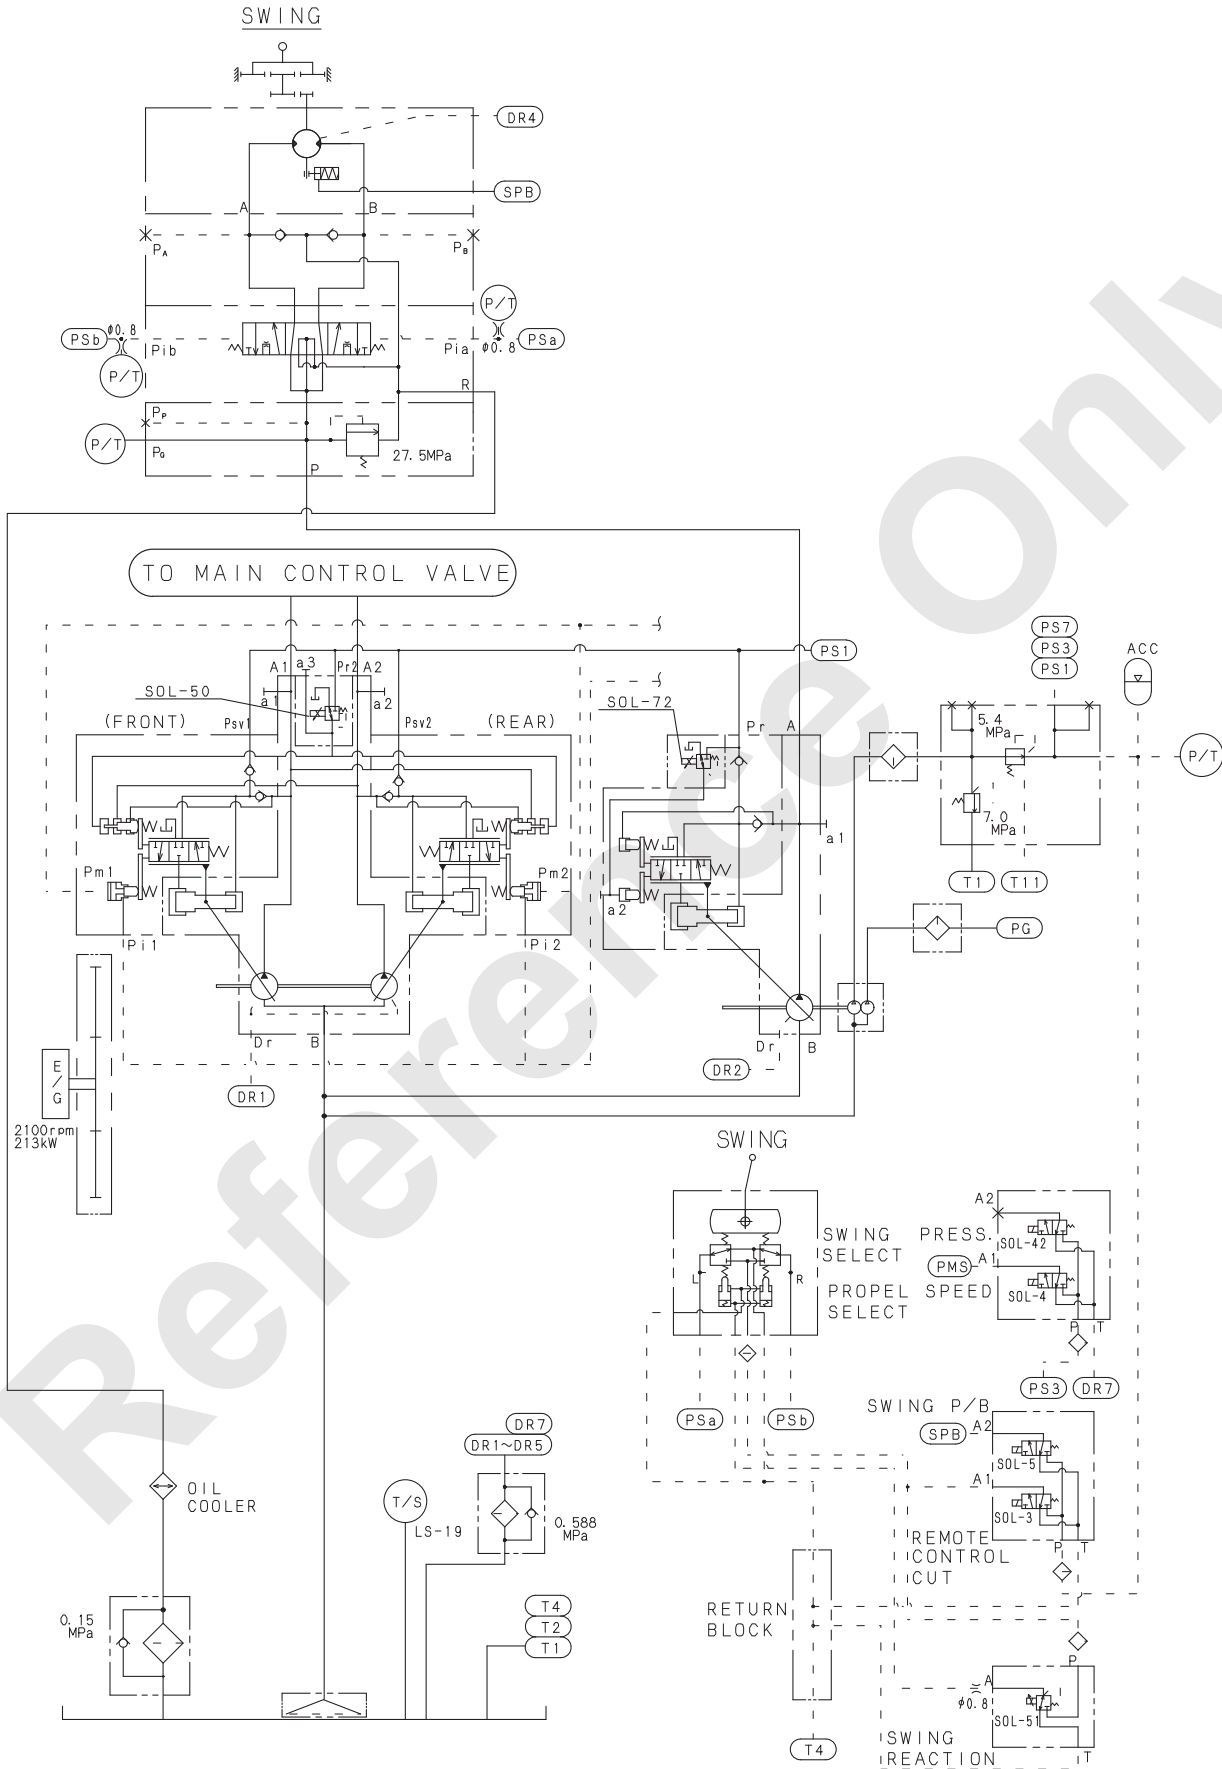 SWING
DR4
SPB
A
B
PA
PB
P/T
φ0.8
PSb
PSa
Pib
Pia
φ0.8
P/T
R
PP
P/T
PG
27.5MPa
P
TO MAIN CONTROL VALVE
PS7
PS3
PS1
ACC
PS1
A1
a3
Pr2
A2
SOL-50
a1
a2
SOL-72
(FRONT)
Psv1
Psv2
(REAR)
Pr
A
5.4
MPa
P/T
7.0
MPa
a1
Pm1
Pm2
T1
T11
a2
PG
Pi1
Pi2
Dr
B
Dr
B
E
/
G
DR2
DR1
2100rpm
213kW
SWING
A2
SWING
SELECT
PRESS.
SOL-42
PMS
A1
L
R
PROPEL
SELECT
SPEED
SOL-4
P
T
PS3
DR7
SWING P/B
PSa
PSb
DR7
SPB
A2
DR1~DR5
SOL-5
A1
OIL
COOLER
T/S
LS-19
0.588
MPa
SOL-3
REMOTE
CONTROL
CUT
P
T
0.15
MPa
T4
T2
T1
RETURN
BLOCK
P
A
φ0.8
SOL-51
T4
SWING
REACTION
T
Reference Only